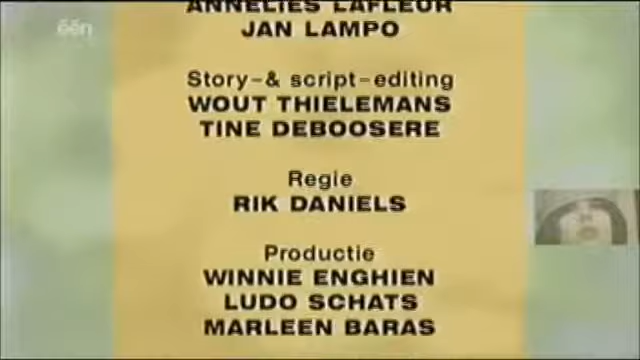 ANNELIES LAFLEUR
één
JAN LAMPO
Story-& script-editing
WOUT THIELEMANS
TINE DEBOOSERE
Regie
RIK DANIELS
Productie
WINNIE ENGHIEN
LUDO SCHATS
MARLEEN BARAS